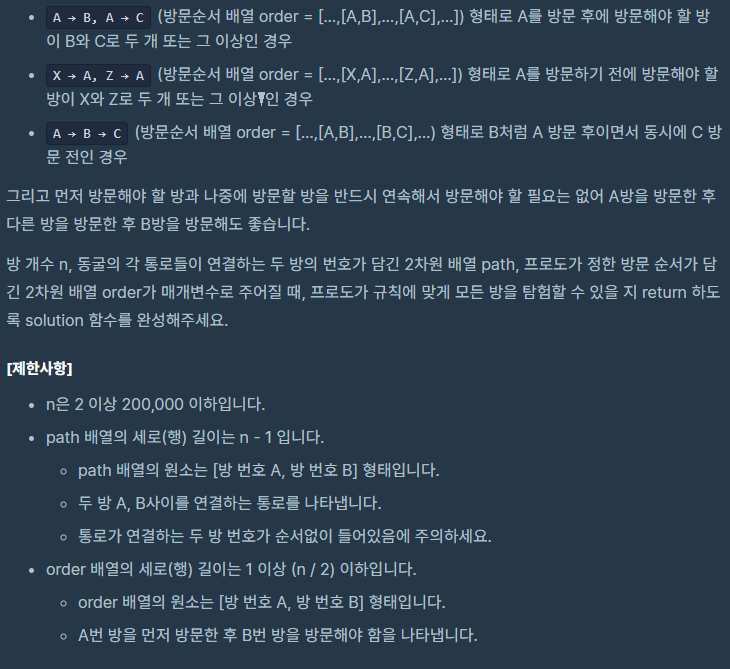 A → B, A → C (방문순서 배열 order = [...,[A,B],...,[A,C],...]) 형태로 A를 방문 후에 방문해야 할 방
이 B와 C로 두 개 또는 그 이상인 경우
X → A, Z → A (방문순서 배열 order = [...,[X,A],...,[Z,A],...]) 형태로 A를 방문하기 전에 방문해야 할
방이 X와 Z로 두 개 또는 그 이상인 경우
A → B → C (방문순서 배열 order = [...,[A,B],...,[B,C],...) 형태로 B처럼 A 방문 후이면서 동시에 C 방
문 전인 경우
그리고 먼저 방문해야 할 방과 나중에 방문할 방을 반드시 연속해서 방문해야 할 필요는 없어 A방을 방문한 후
다른 방을 방문한 후 B방을 방문해도 좋습니다.
방 개수 n, 동굴의 각 통로들이 연결하는 두 방의 번호가 담긴 2차원 배열 path, 프로도가 정한 방문 순서가 담
긴 2차원 배열 order가 매개변수로 주어질 때, 프로도가 규칙에 맞게 모든 방을 탐험할 수 있을 지 return 하도
록 solution 함수를 완성해주세요.
[제한사항]
n은 2 이상 200,000 이하입니다.
path 배열의 세로(행) 길이는 n - 1 입니다.
path 배열의 원소는 [방 번호 A, 방 번호 B] 형태입니다.
두 방 A, B사이를 연결하는 통로를 나타냅니다.
통로가 연결하는 두 방 번호가 순서없이 들어있음에 주의하세요.
order 배열의 세로(행) 길이는 1 이상 (n / 2) 이하입니다.
order 배열의 원소는 [방 번호 A, 방 번호 B] 형태입니다.
A번 방을 먼저 방문한 후 B번 방을 방문해야 함을 나타냅니다.